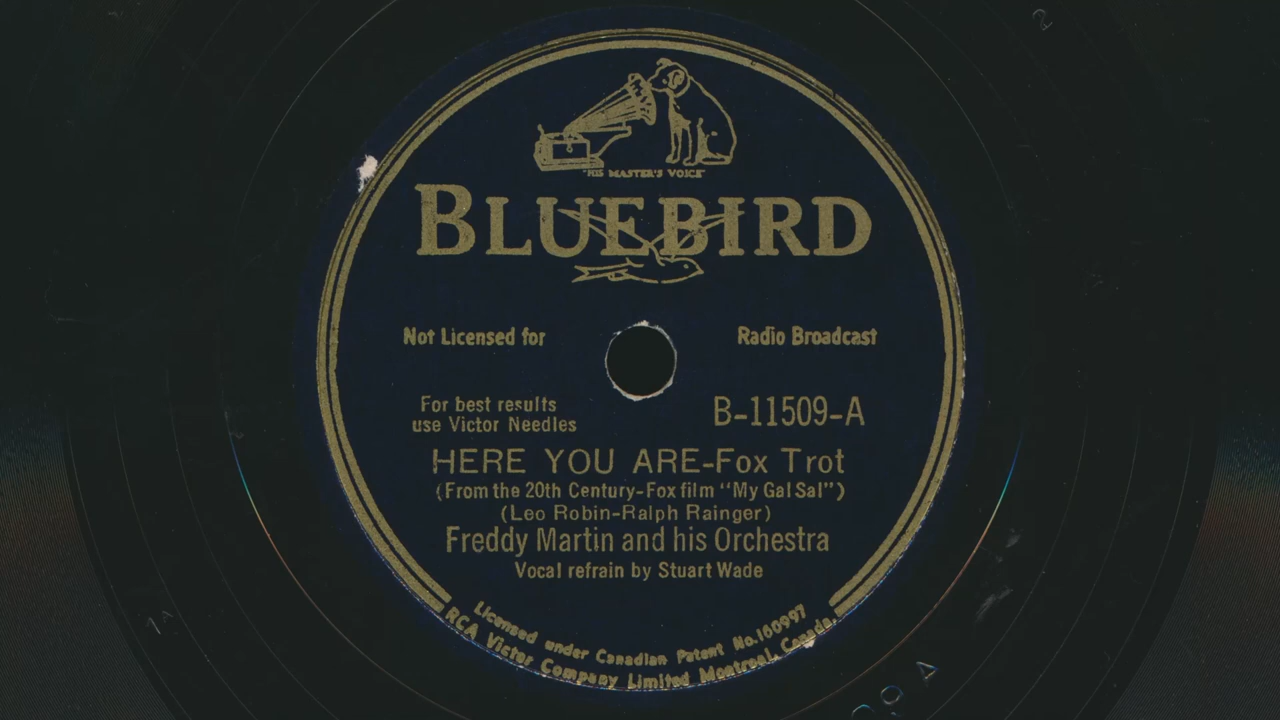 "HIS MASTER'S VOICE"
BLUEBIRD
Not Licensed for Radio Broadcast
For best results
use Victor Needles
B-11509-A
HERE YOU ARE-Fox Trot
(From the 20th Century-Fox film "My Gal Sal")
(Leo Robin-Ralph Rainger)
Freddy Martin and his Orchestra
Vocal refrain by Stuart Wade
Licensed under Canadian Patent No.160997
RCA Victor Company Limited Montreal, Canada.